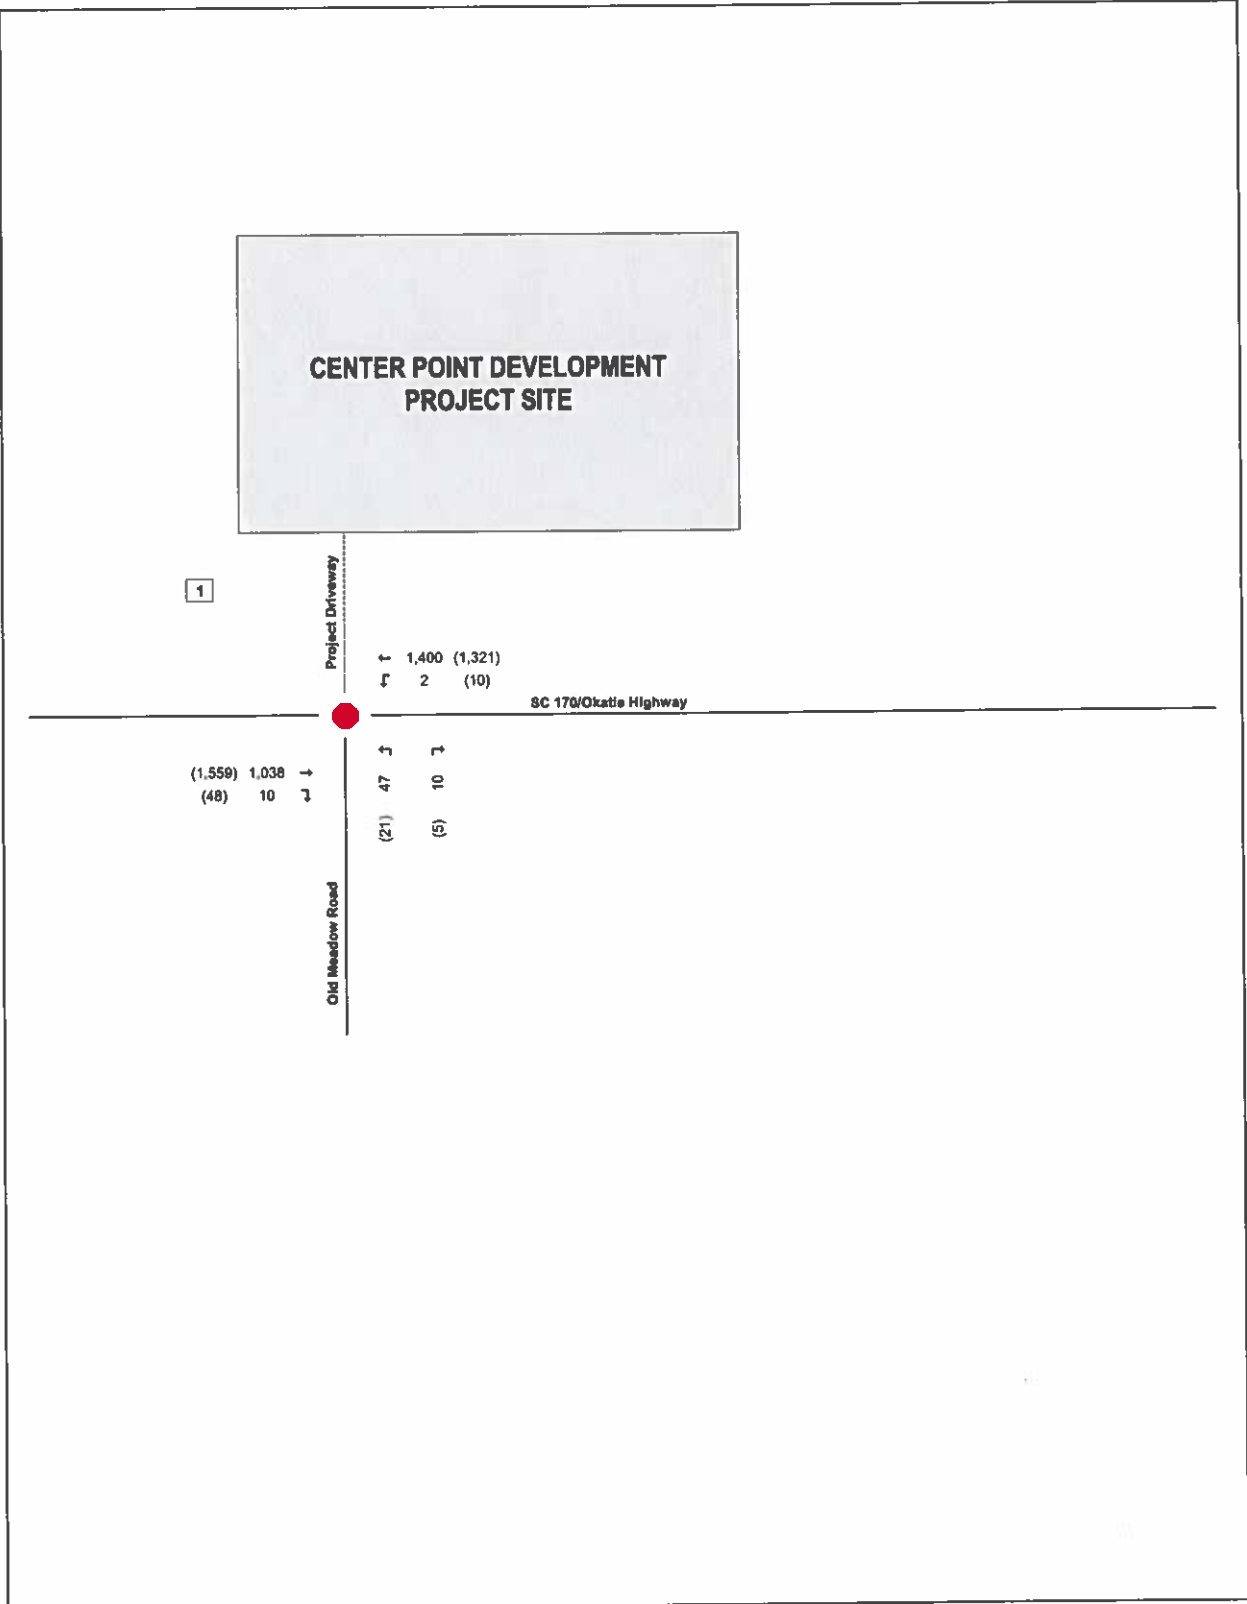 CENTER POINT DEVELOPMENT
PROJECT SITE
1
Project Driveway
1,400 (1,321)
2 (10)
SC 170/Okatie Highway
(1,559) 1,038
(48) 10
47 10
(21) (5)
Old Meadow Road